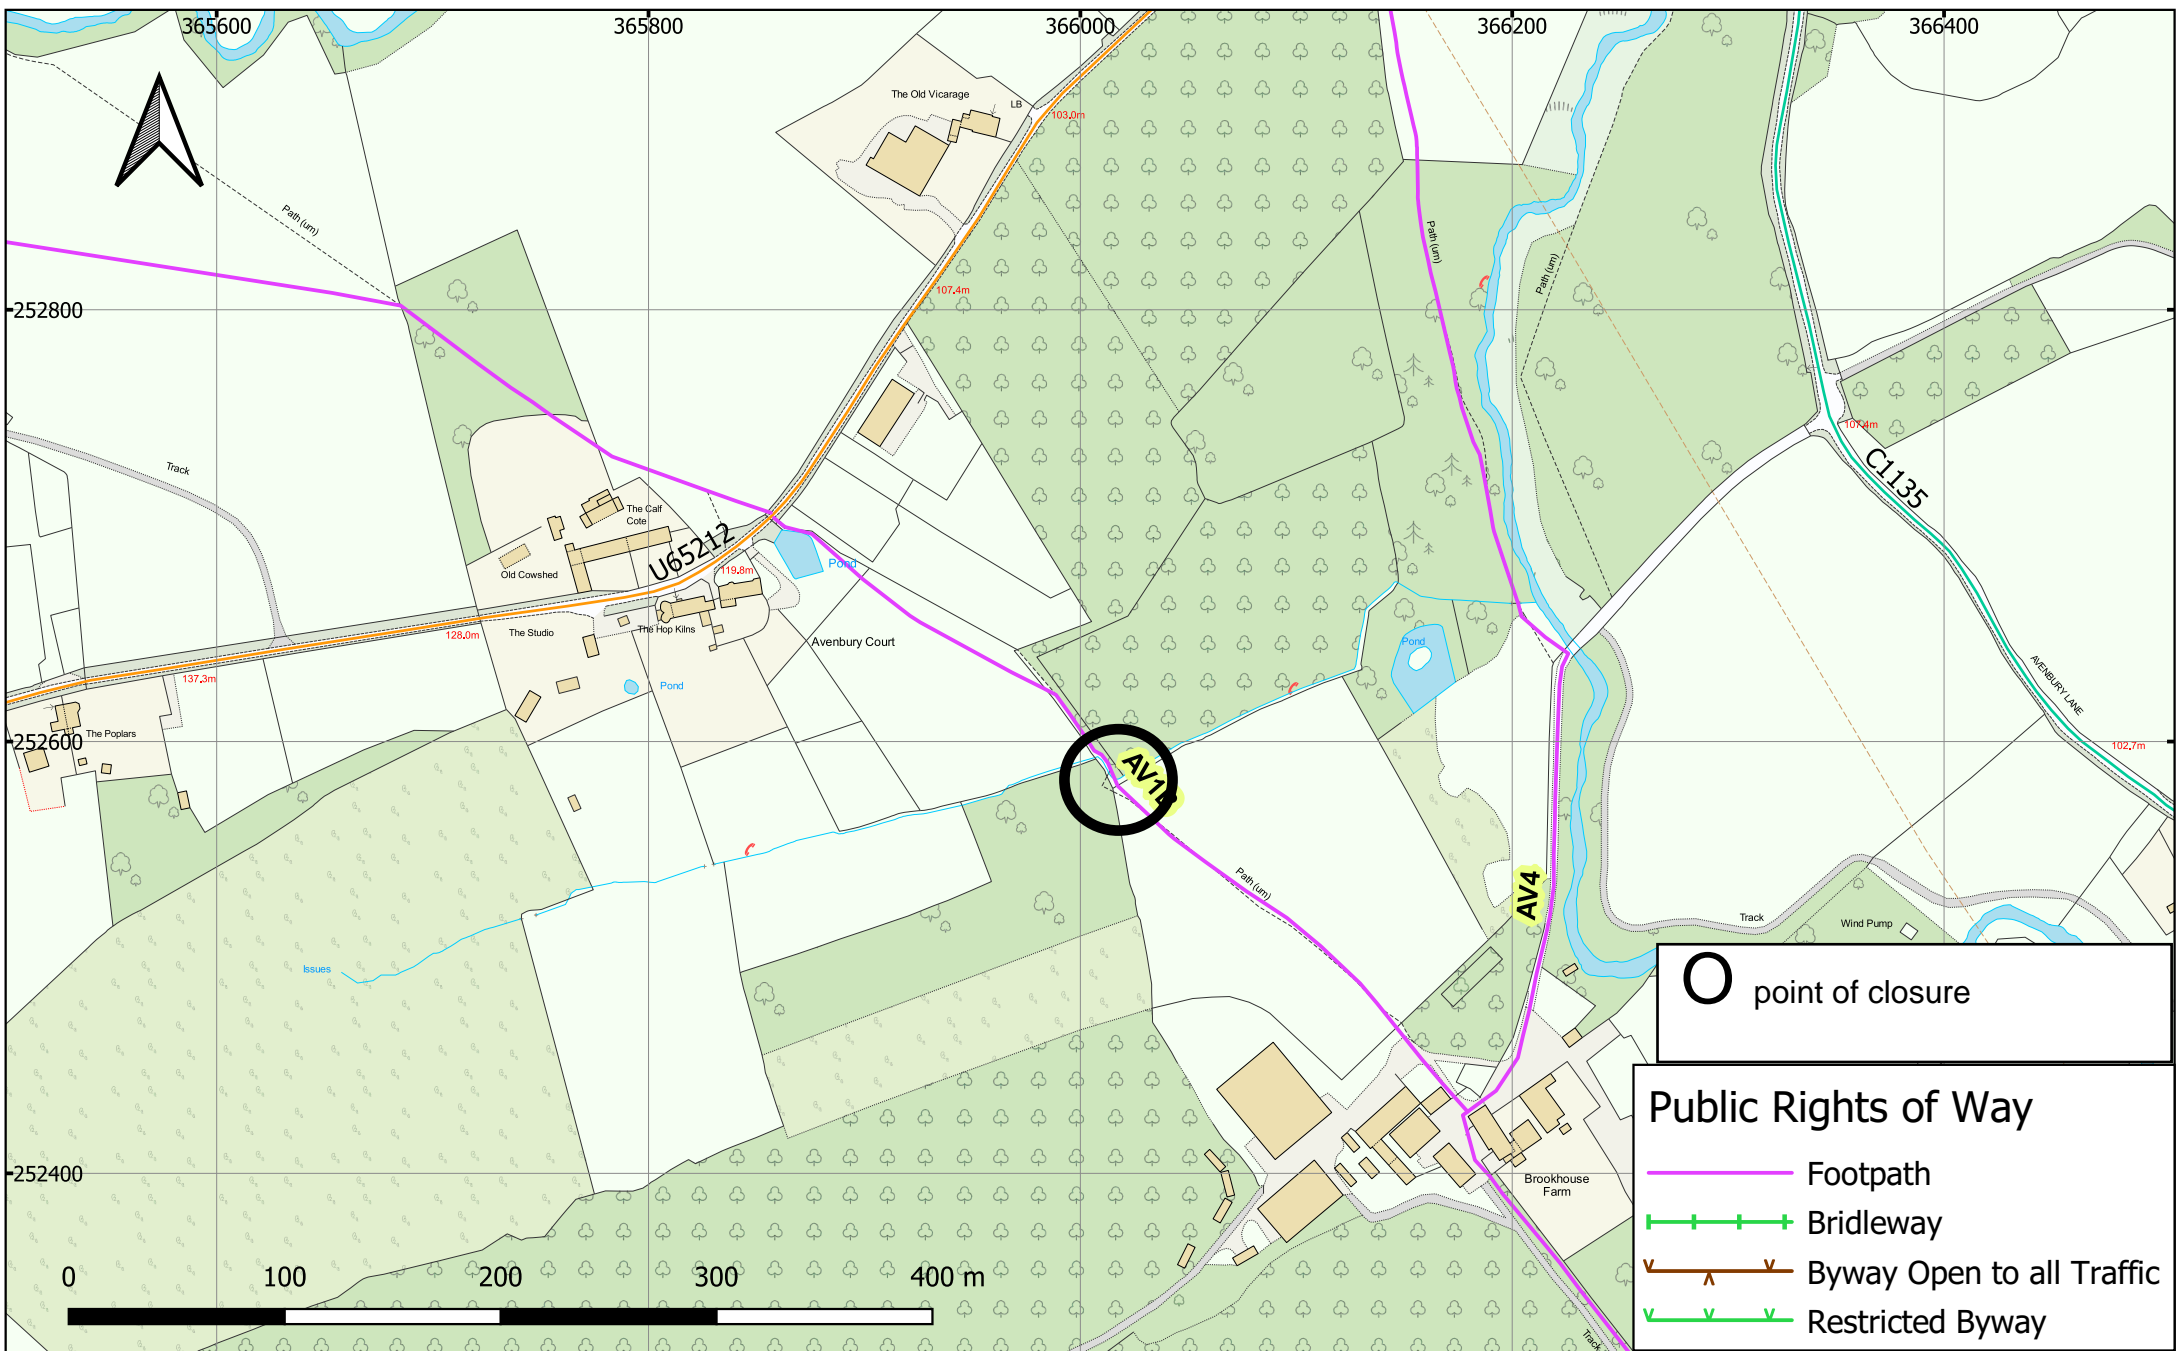 365600
365800
366000
366200
366400
The Old Vicarage
LB
103.0m
Path (um)
Path (um)
Path (um)
107.4m
252800
107.4m
C1135
Track
The Calf
Cote
U65212
Old Cowshed
119.8m
Pond
The Studio
The Hop Kilns
128.0m
Avenbury Court
Pond
137.3m
Pond
AVENBURY LANE
The Poplars
252600
102.7m
Path (um)
AV4
Track
Wind Pump
Issues
O point of closure
Public Rights of Way
Footpath
Bridleway
Byway Open to all Traffic
Restricted Byway
252400
Brookhouse
Farm
0 100 200 300 400 m
Track